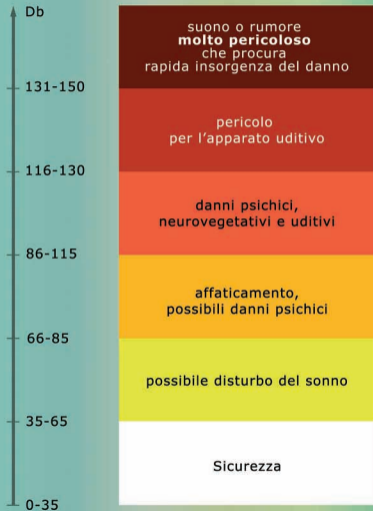 Db
suono o rumore
molto pericoloso
che procura
rapida insorgenza del danno
131-150
pericolo
per l'apparato uditivo
116-130
danni psichici,
neurovegetativi e uditivi
86-115
affaticamento,
possibili danni psichici
66-85
possibile disturbo del sonno
35-65
Sicurezza
0-35